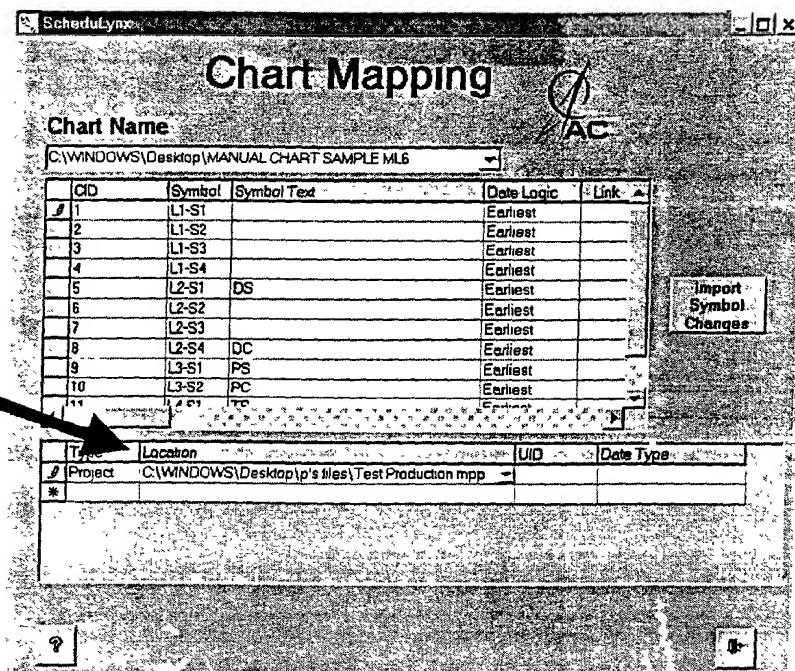 ScheduLynx
Chart Mapping
AC
Chart Name
C:\WINDOWS\Desktop\MANUAL CHART SAMPLE ML6
CID Symbol Symbol Text Date Logic Link
1 L1-S1 Earliest
2 L1-S2 Earliest
3 L1-S3 Earliest
4 L1-S4 Earliest
5 L2-S1 DS Earliest
6 L2-S2 Earliest
7 L2-S3 Earliest
8 L2-S4 DC Earliest
9 L3-S1 PS Earliest
10 L3-S2 PC Earliest
11
Import
Symbol
Changes
Type Location UID Date Type
Project C:\WINDOWS\Desktop\p's files\Test Production mpp
*
?